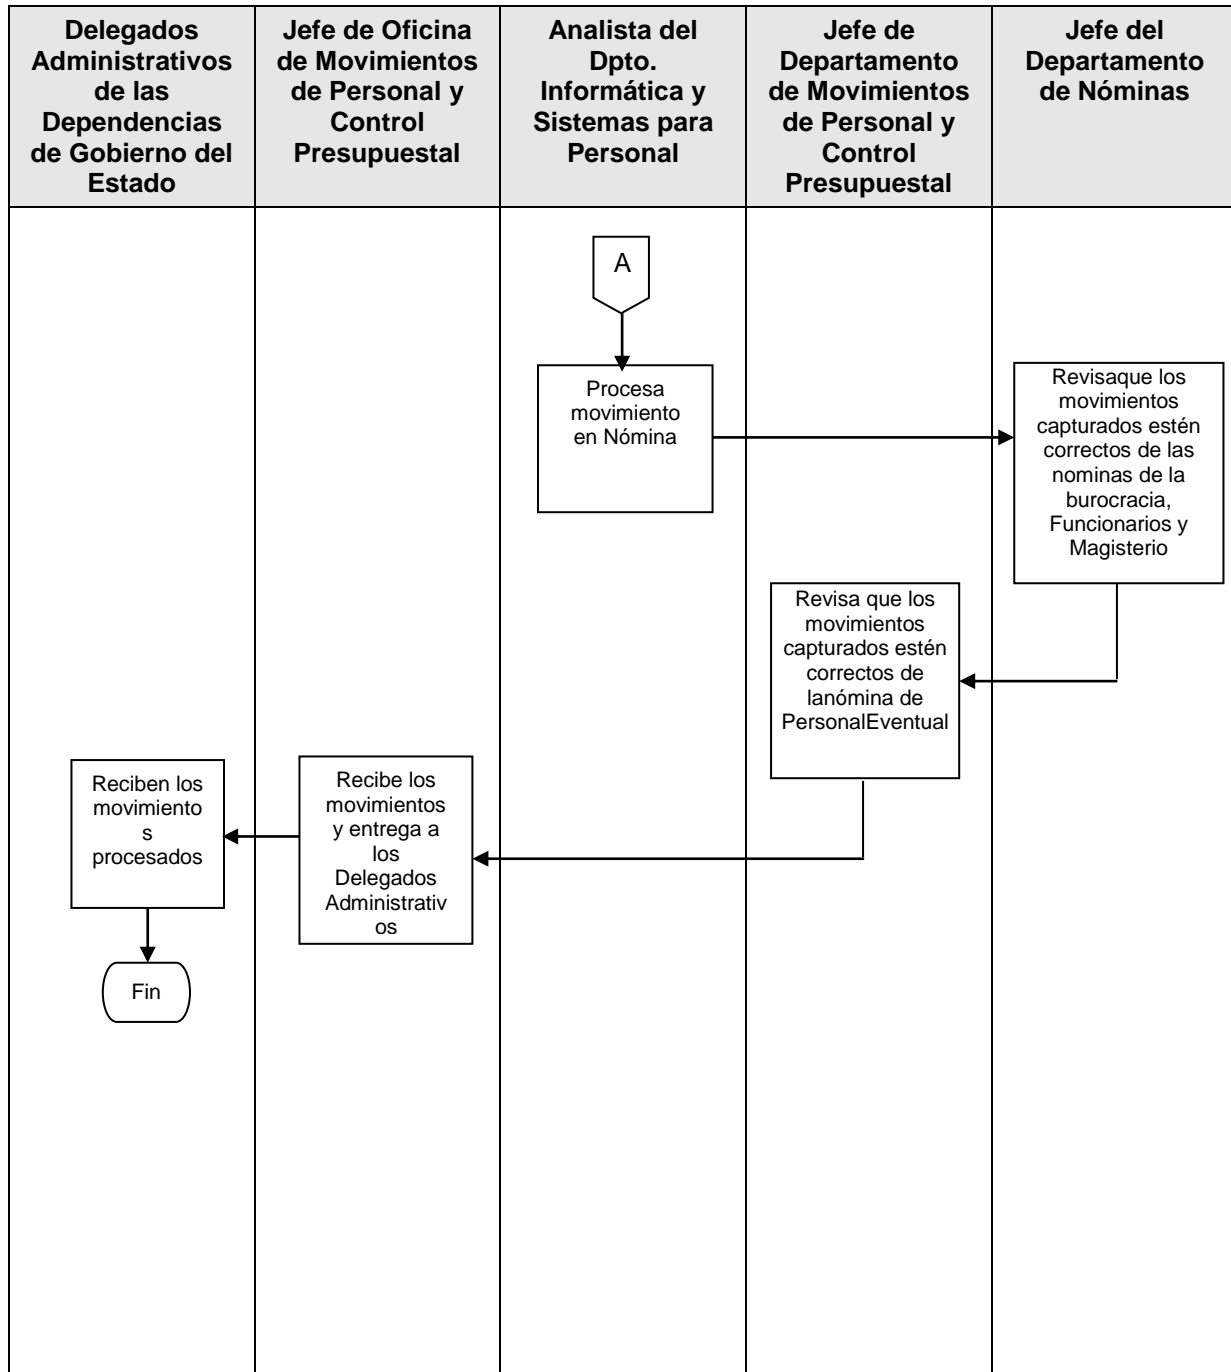 Delegados
Administrativos
de las
Dependencias
de Gobierno del
Estado
Jefe de Oficina
de Movimientos
de Personal y
Control
Presupuestal
Analista del
Dpto.
Informática y
Sistemas para
Personal
Jefe de
Departamento
de Movimientos
de Personal y
Control
Presupuestal
Jefe del
Departamento
de Nóminas
A
Procesa
movimiento
en Nómina
Revisaque los
movimientos
capturados estén
correctos de las
nominas de la
burocracia,
Funcionarios y
Magisterio
Revisa que los
movimientos
capturados estén
correctos de
lanómina de
PersonalEventual
Recibe los
movimientos
y entrega a
los
Delegados
Administrativ
os
Reciben los
movimiento
s
procesados
Fin